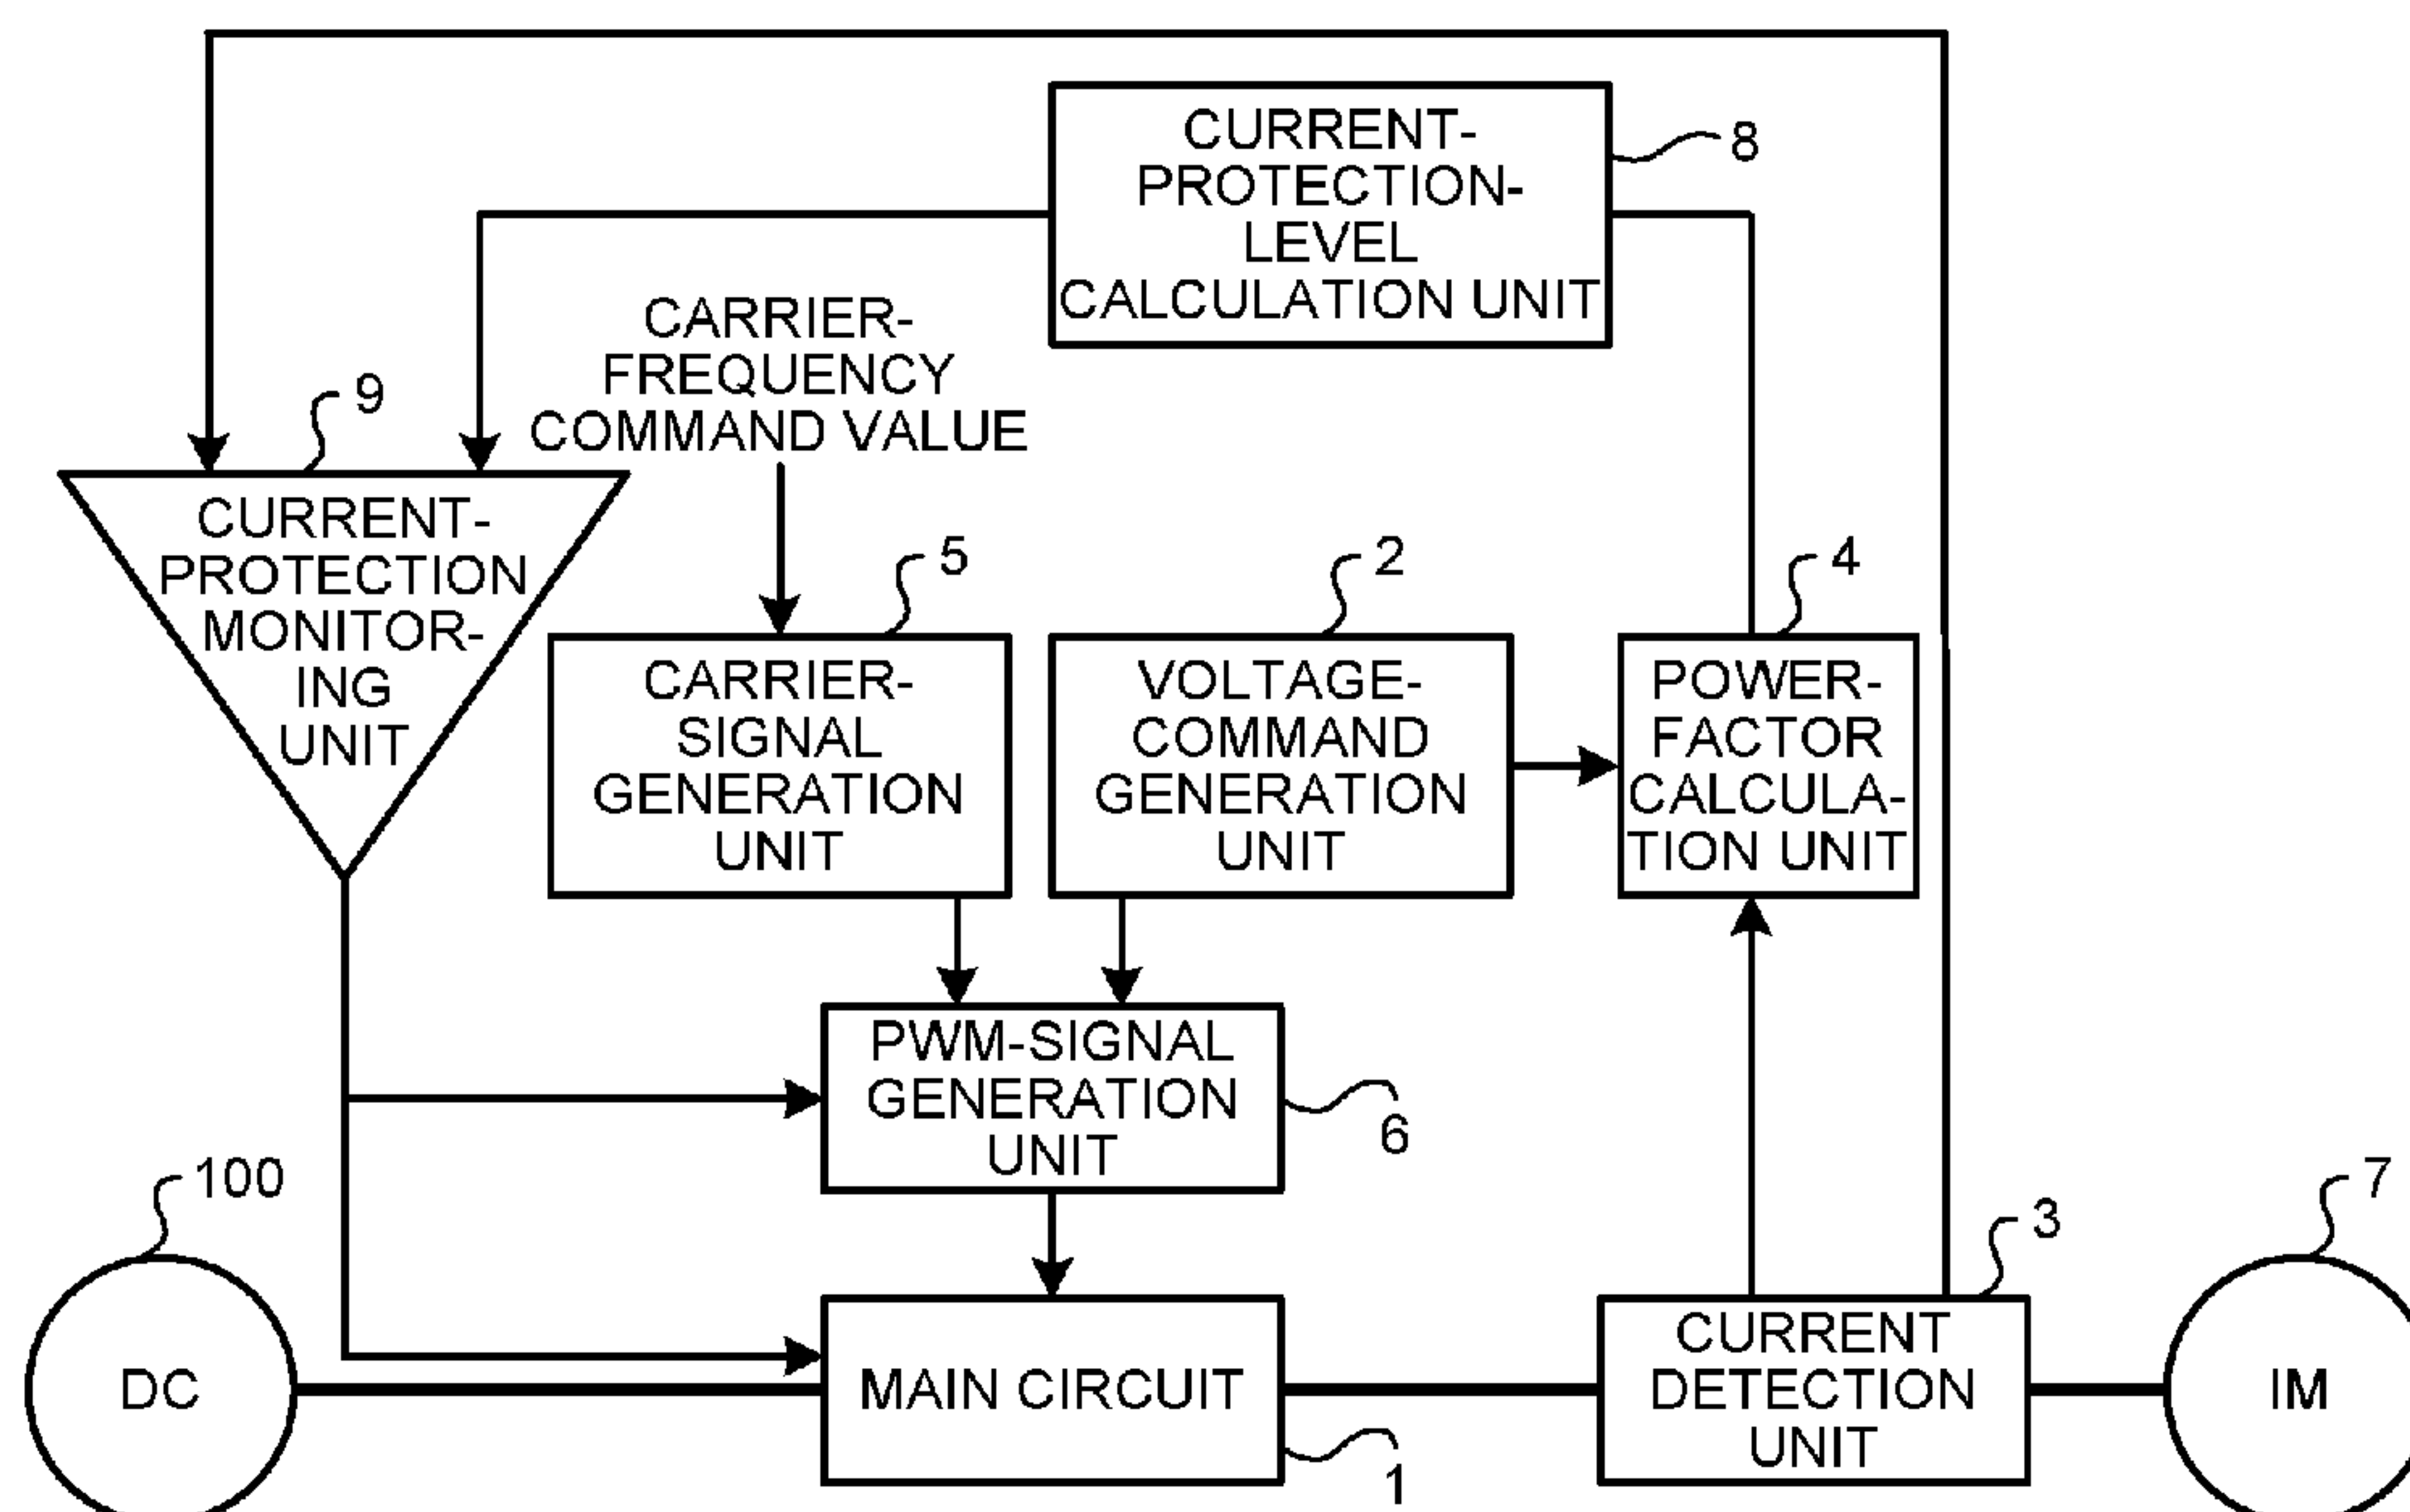 CURRENT-
PROTECTION-
LEVEL
CALCULATION UNIT
8
CARRIER-
FREQUENCY
COMMAND VALUE
9
CURRENT-
PROTECTION
MONITOR-
ING
UNIT
5
CARRIER-
SIGNAL
GENERATION
UNIT
2
VOLTAGE-
COMMAND
GENERATION
UNIT
4
POWER-
FACTOR
CALCULA-
TION UNIT
PWM-SIGNAL
GENERATION
UNIT
6
100
DC
MAIN CIRCUIT
1
3
CURRENT
DETECTION
UNIT
7
IM